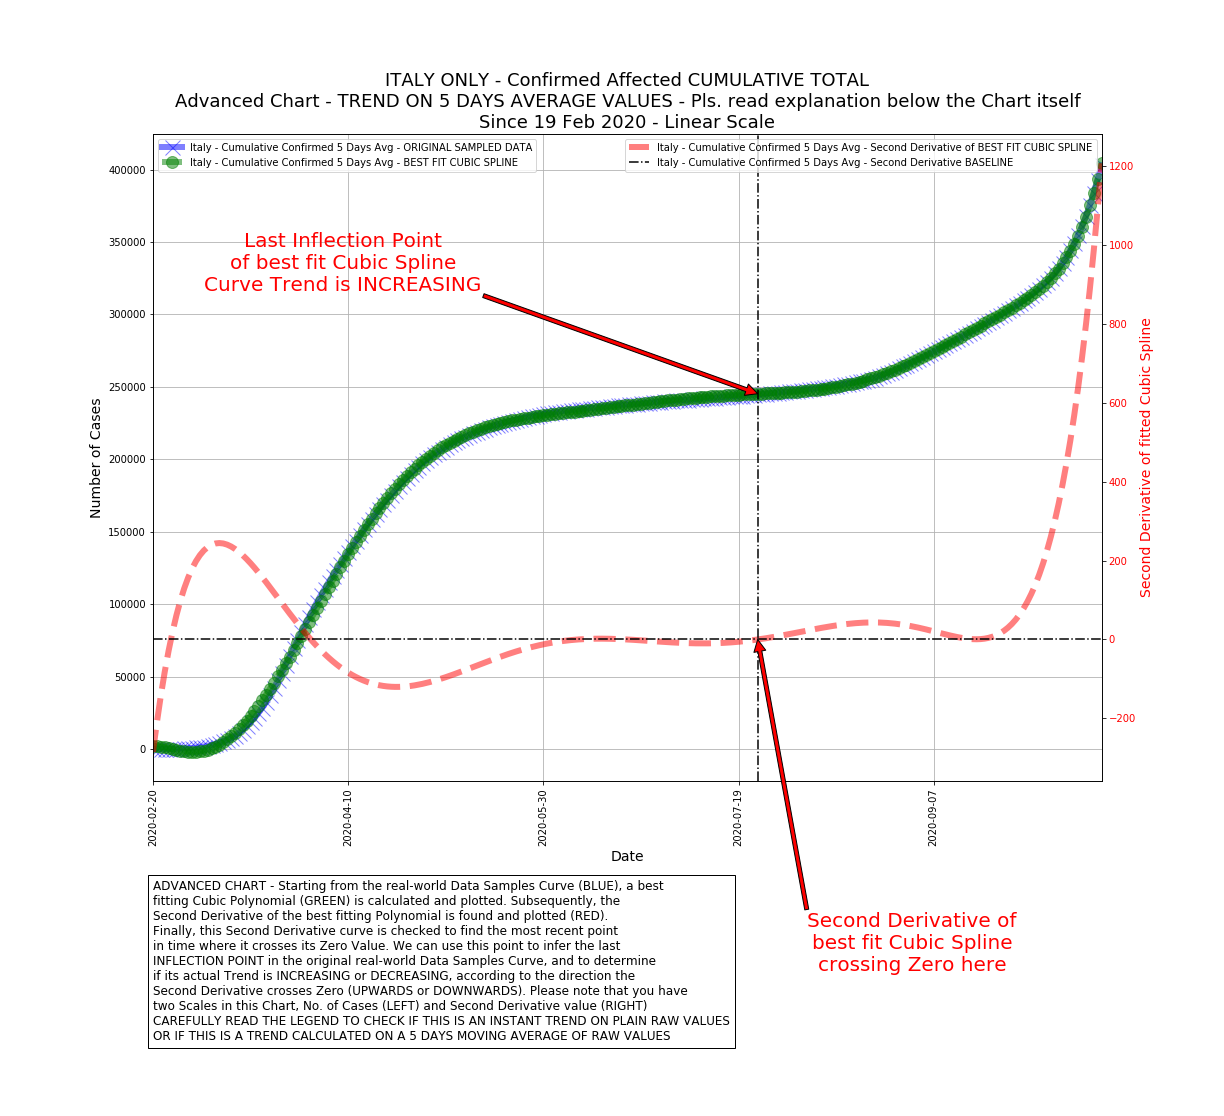 ITALY ONLY - Confirmed Affected CUMULATIVE TOTAL
Advanced Chart - TREND ON 5 DAYS AVERAGE VALUES - Pls. read explanation below the Chart itself
Since 19 Feb 2020 - Linear Scale
Italy - Cumulative Confirmed 5 Days Avg - ORIGINAL SAMPLED DATA
Italy - Cumulative Confirmed 5 Days Avg - BEST FIT CUBIC SPLINE
Italy - Cumulative Confirmed 5 Days Avg - Second Derivative of BEST FIT CUBIC SPLINE
Italy - Cumulative Confirmed 5 Days Avg - Second Derivative BASELINE
Last Inflection Point
of best fit Cubic Spline
Curve Trend is INCREASING
Number of Cases
400000
350000
300000
250000
200000
150000
100000
50000
0
1200
1000
800
600
400
200
0
−200
Second Derivative of fitted Cubic Spline
2020-02-20
2020-04-10
2020-05-30
2020-07-19
2020-09-07
Date
ADVANCED CHART - Starting from the real-world Data Samples Curve (BLUE), a best
fitting Cubic Polynomial (GREEN) is calculated and plotted. Subsequently, the
Second Derivative of the best fitting Polynomial is found and plotted (RED).
Finally, this Second Derivative curve is checked to find the most recent point
in time where it crosses its Zero Value. We can use this point to infer the last
INFLECTION POINT in the original real-world Data Samples Curve, and to determine
if its actual Trend is INCREASING or DECREASING, according to the direction the
Second Derivative crosses Zero (UPWARDS or DOWNWARDS). Please note that you have
two Scales in this Chart, No. of Cases (LEFT) and Second Derivative value (RIGHT)
CAREFULLY READ THE LEGEND TO CHECK IF THIS IS AN INSTANT TREND ON PLAIN RAW VALUES
OR IF THIS IS A TREND CALCULATED ON A 5 DAYS MOVING AVERAGE OF RAW VALUES
Second Derivative of
best fit Cubic Spline
crossing Zero here